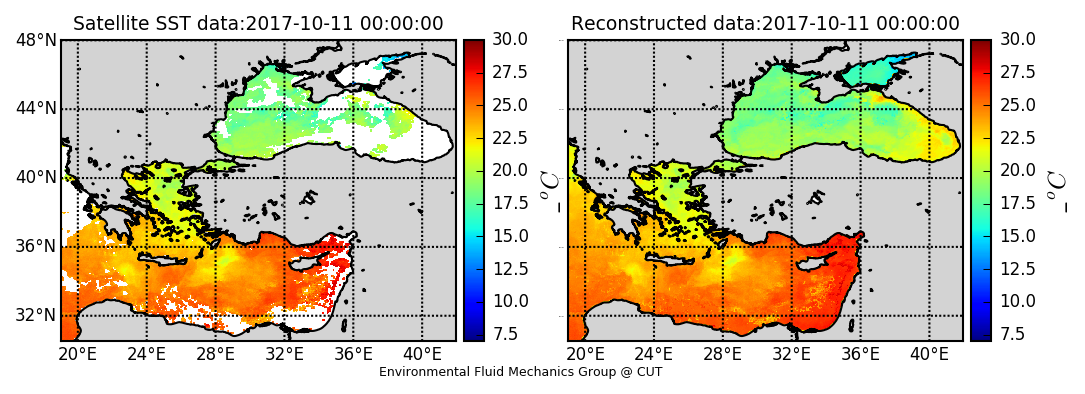 Satellite SST data:2017-10-11 00:00:00
48°N
44°N
40°N
36°N
32°N
20°E 24°E 28°E 32°E 36°E 40°E
30.0
27.5
25.0
22.5
20.0
17.5
15.0
12.5
10.0
7.5
_°C
Reconstructed data:2017-10-11 00:00:00
20°E 24°E 28°E 32°E 36°E 40°E
30.0
27.5
25.0
22.5
20.0
17.5
15.0
12.5
10.0
7.5
_°C
Environmental Fluid Mechanics Group @ CUT